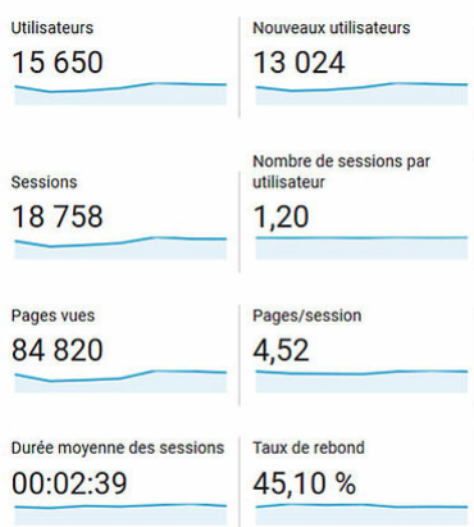 Utilisateurs
15 650
Nouveaux utilisateurs
13 024
Sessions
18 758
Nombre de sessions par
utilisateur
1,20
Pages vues
84 820
Pages/session
4,52
Durée moyenne des sessions
00:02:39
Taux de rebond
45,10 %